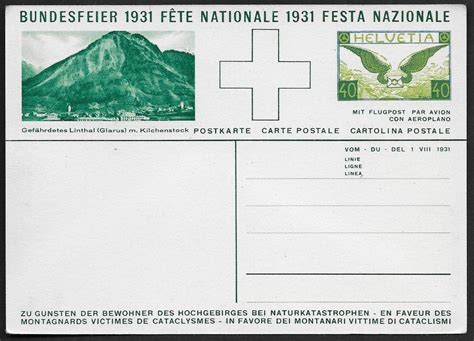 BUNDESFEIER 1931 FÊTE NATIONALE 1931 FESTA NAZIONALE
HELVETIA
40 40
MIT FLUGPOST PAR AVION
CON AEROPLANO
Gefährdetes Linthal (Glarus) m. Kilchenstock
POSTKARTE CARTE POSTALE CARTOLINA POSTALE
VOM - DU - DEL 1 VIII 1931
LINIE
LIGNE
LINEA
ZU GUNSTEN DER BEWOHNER DES HOCHGEBIRGES BEI NATURKATASTROPHEN - EN FAVEUR DES
MONTAGNARDS VICTIMES DE CATACLYSMES - IN FAVORE DEI MONTANARI VITTIME DI CATACLISMI